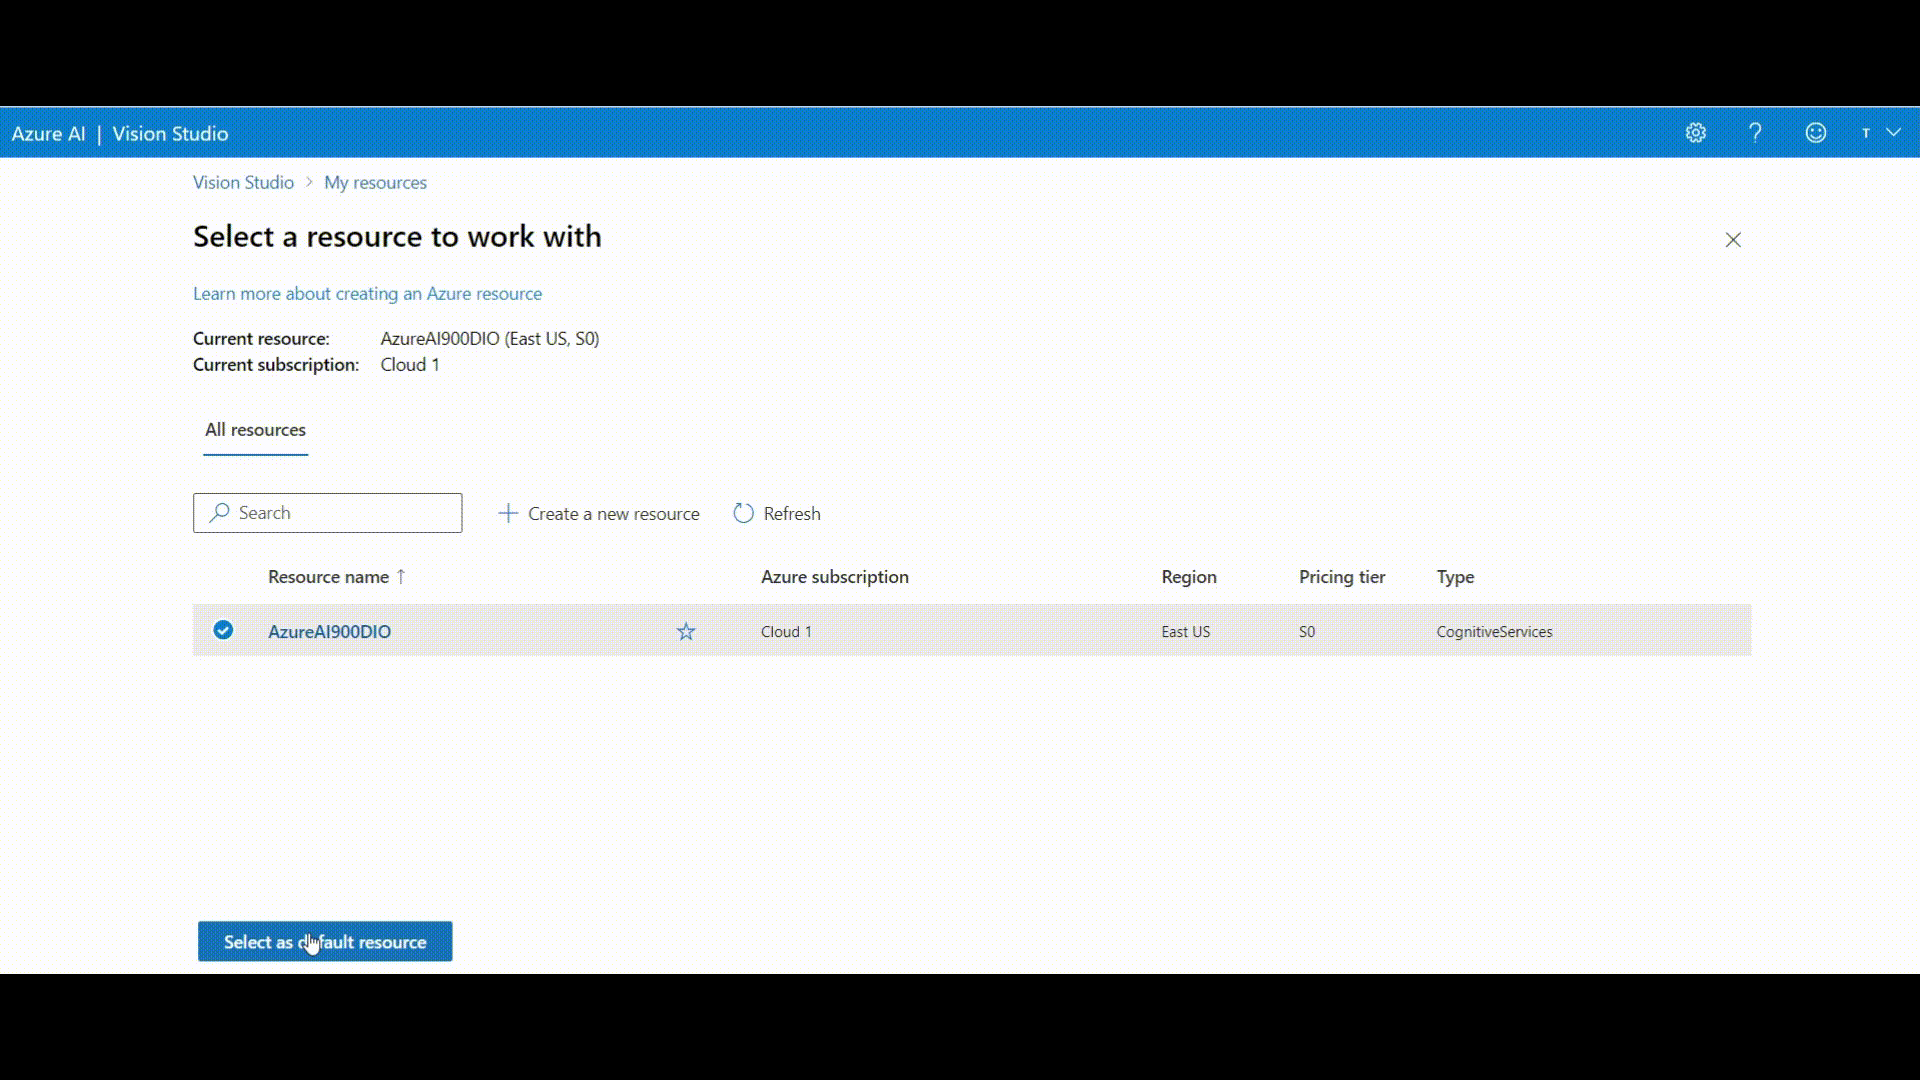 Azure AI | Vision Studio
T
Vision Studio > My resources
Select a resource to work with
Learn more about creating an Azure resource
Current resource: AzureAI900DIO (East US, S0)
Current subscription: Cloud 1
All resources
Search
Create a new resource
Refresh
Resource name ↑ Azure subscription Region Pricing tier Type
AzureAI900DIO Cloud 1 East US S0 CognitiveServices
Select as default resource